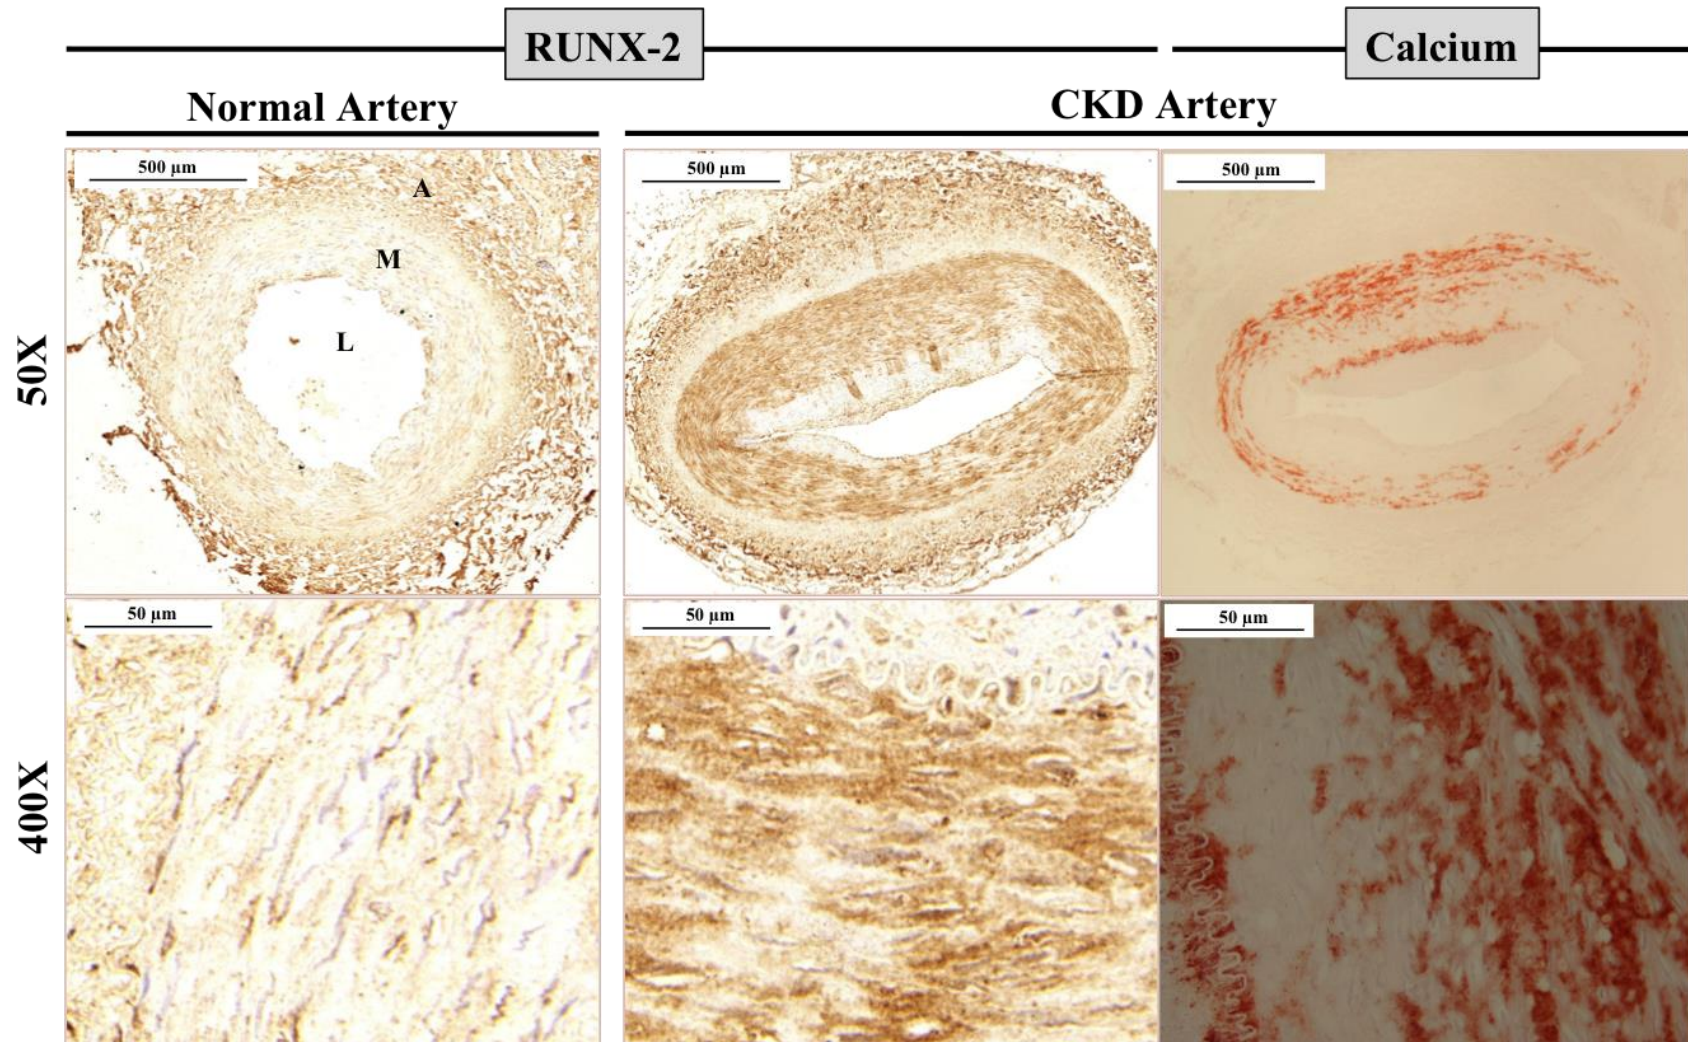 RUNX-2
Calcium
Normal Artery
CKD Artery
50X
500 µm
A
M
L
500 µm
500 µm
400X
50 µm
50 µm
50 µm